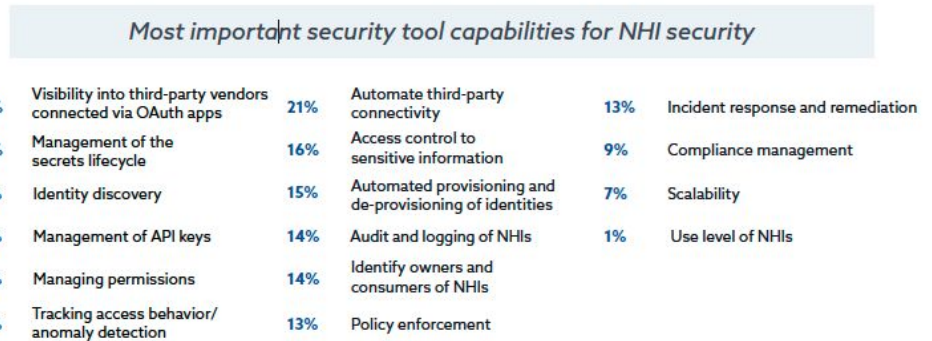 Most important security tool capabilities for NHI security
Visibility into third-party vendors
connected via OAuth apps
Management of the
secrets lifecycle
Identity discovery
Management of API keys
Managing permissions
Tracking access behavior/
anomaly detection
21% Automate third-party
connectivity
16% Access control to
sensitive information
15% Automated provisioning and
de-provisioning of identities
14% Audit and logging of NHIs
14% Identify owners and
consumers of NHIs
13% Policy enforcement
13% Incident response and remediation
9% Compliance management
7% Scalability
1% Use level of NHIs